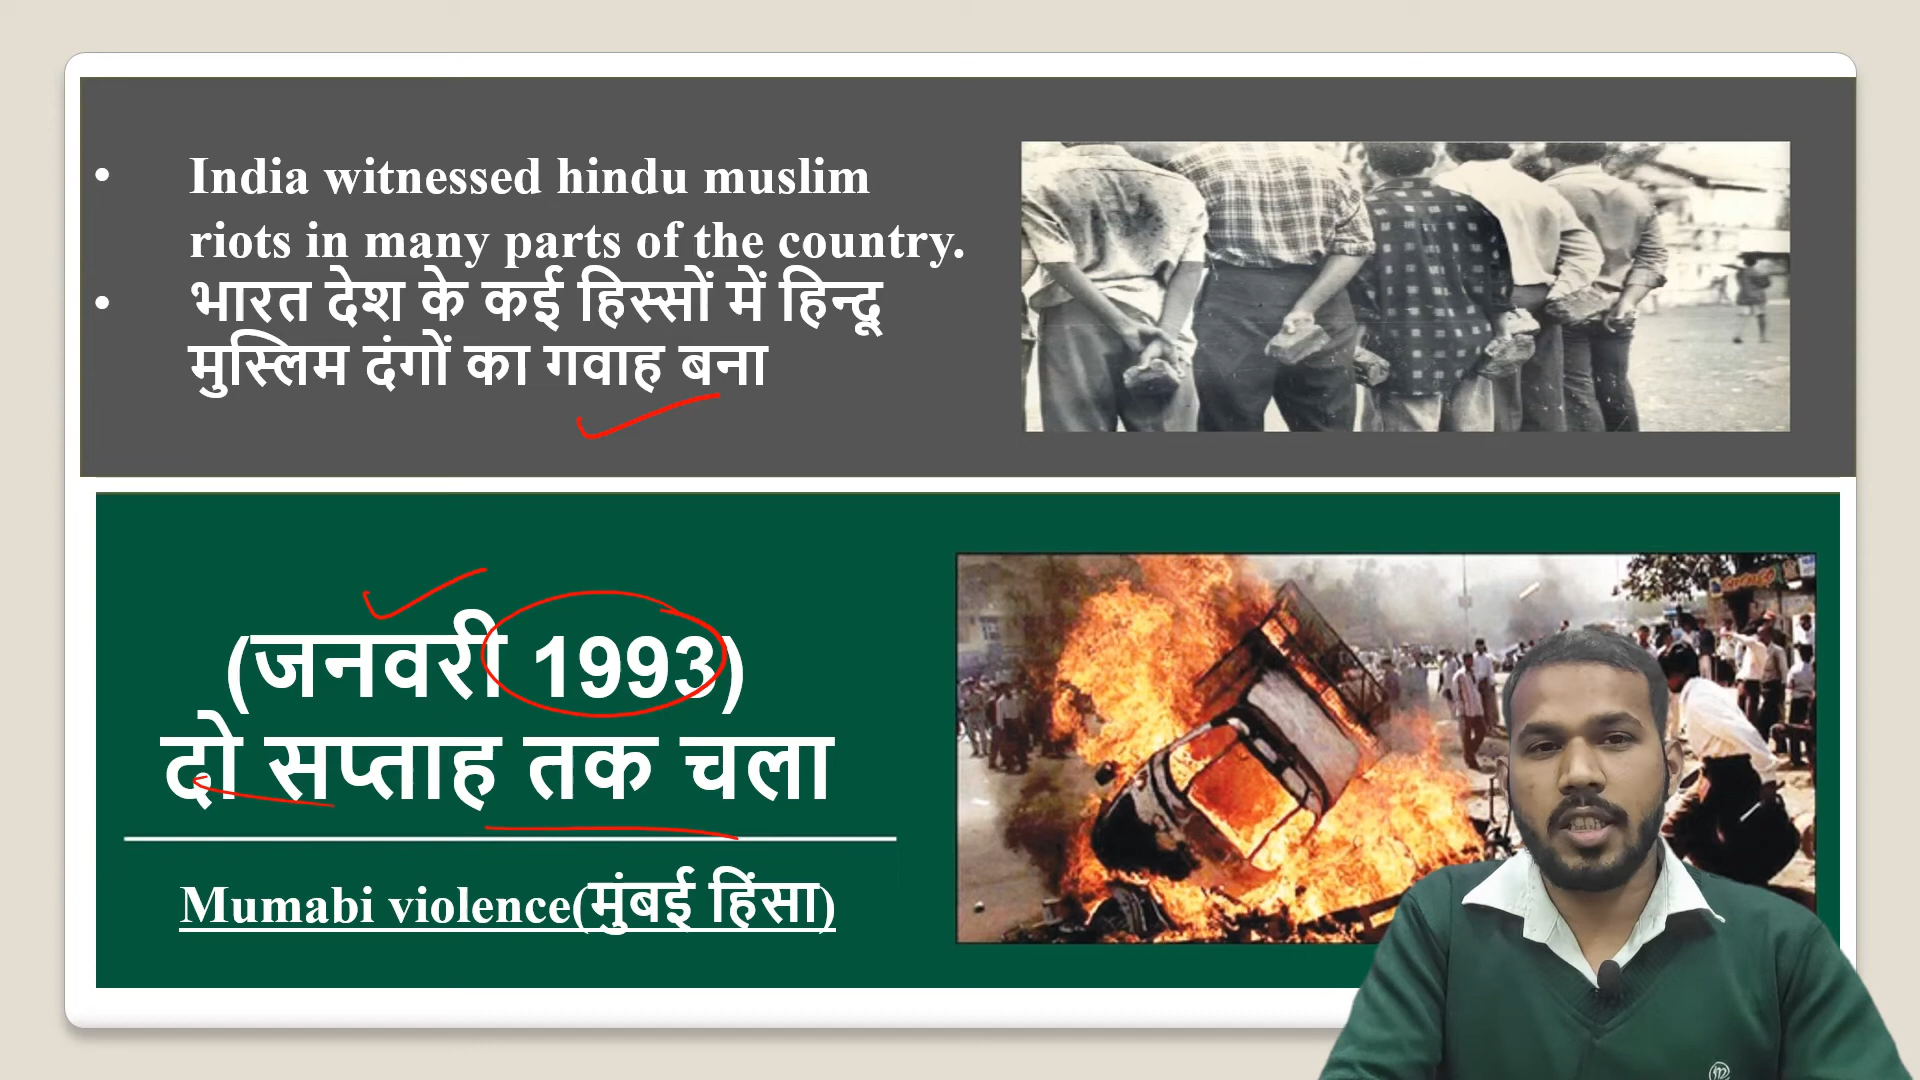 • India witnessed hindu muslim
riots in many parts of the country.
• भारत देश के कई हिस्सों में हिन्दू
मुस्लिम दंगों का गवाह बना
(जनवरी 1993)
दो सप्ताह तक चला
Mumabi violence(मुंबई हिंसा)